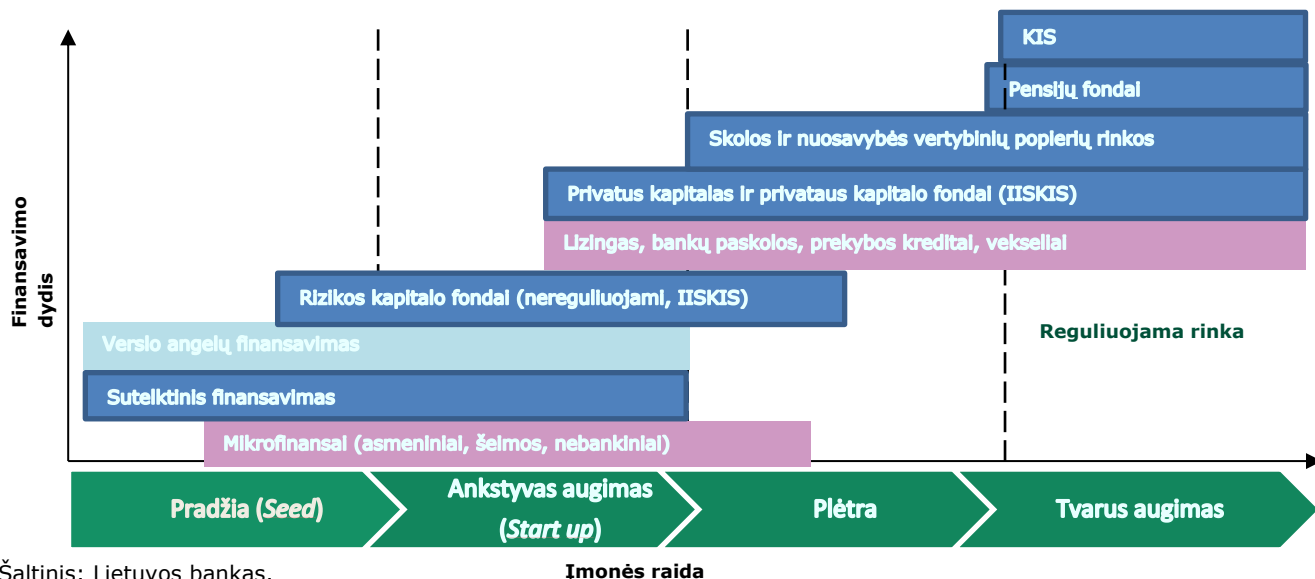 KIS
Pensijų fondai
Skolos ir nuosavybės vertybinių popierių rinkos
Privatus kapitalas ir privataus kapitalo fondai (IISKIS)
Lizingas, bankų paskolos, prekybos kreditai, vekseliai
Rizikos kapitalo fondai (nereguliuojami, IISKIS)
Verslo angelų finansavimas
Suteiktinis finansavimas
Mikrofinansai (asmeniniai, šeimos, nebankiniai)
Finansavimo
dydis
Reguliuojama rinka
Pradžia (Seed)
Ankstyvas augimas
(Start up)
Plėtra
Tvarus augimas
Šaltinis: Lietuvos bankas.
Įmonės raida